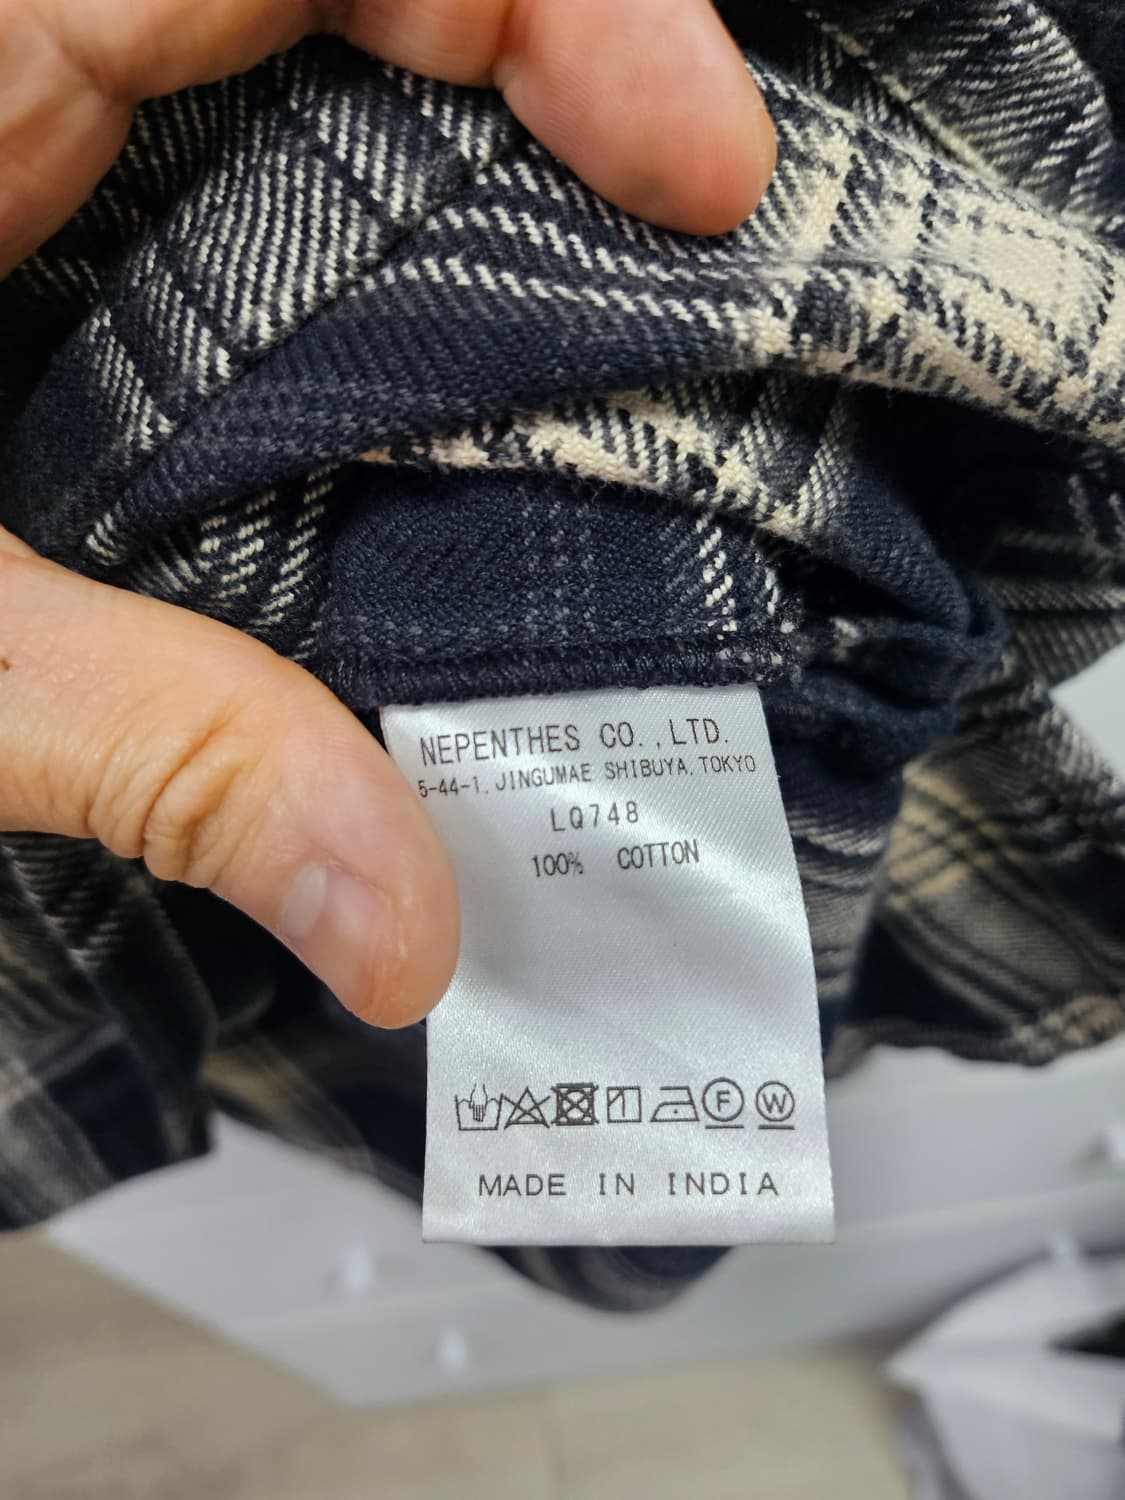 NEPENTHES CO.,LTD.
5-44-1, JINGUMAE SHIBUYA, TOKYO
LQ748
100% COTTON
F W
MADE IN INDIA